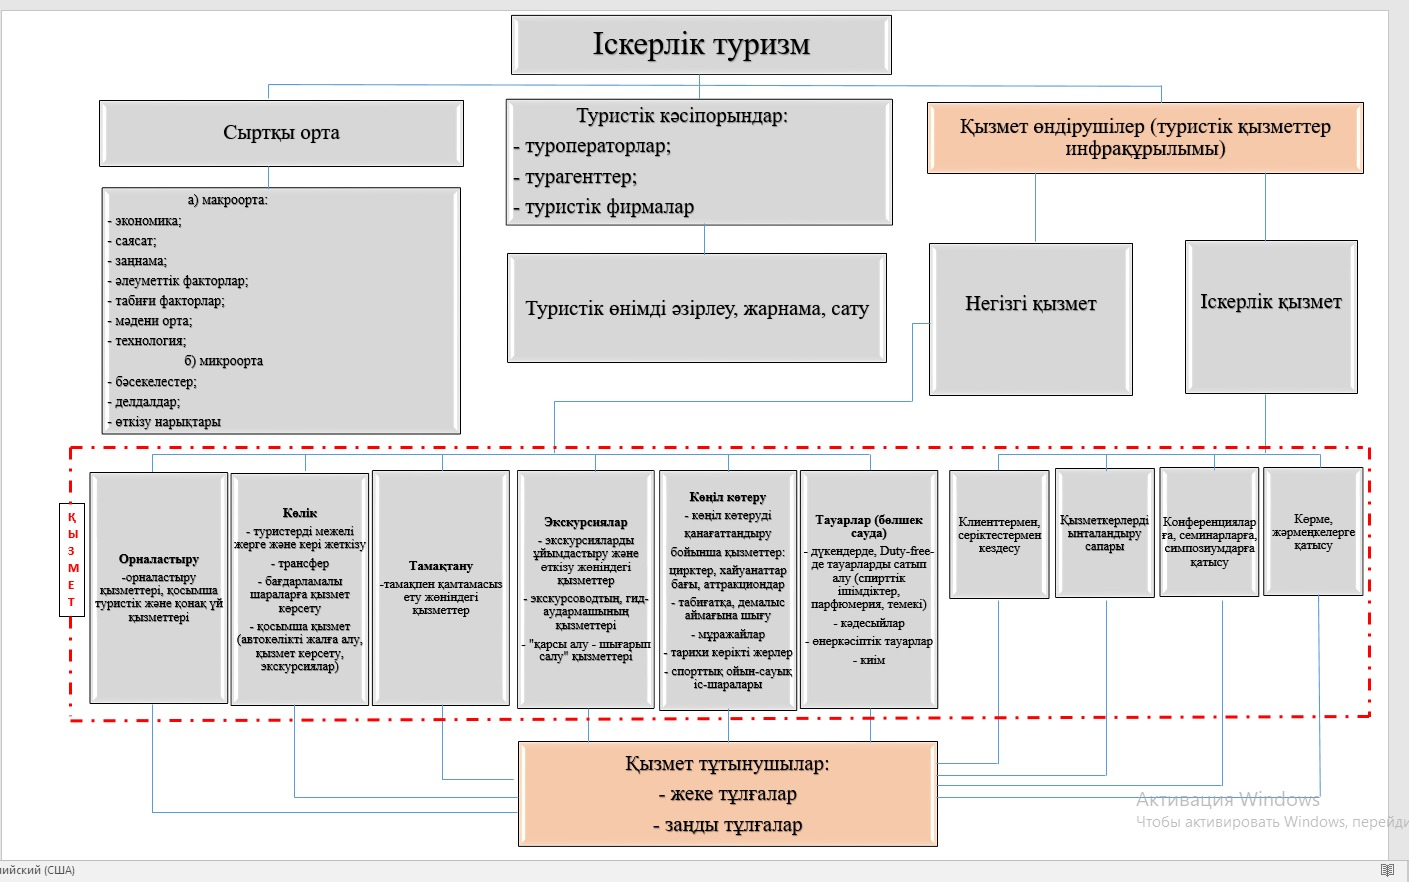 Іскерлік туризм
Сыртқы орта
Туристік кәсіпорындар:
- туроператорлар;
- турагенттер;
- туристік фирмалар
Қызмет өндірушілер (туристік қызметтер
инфрақұрылымы)
а) макроорта:
- экономика;
- саясат;
- заңнама;
- әлеуметтік факторлар;
- табиғи факторлар;
- мәдени орта;
- технология;
б) микроорта
- бәсекелестер;
- делдалдар;
- өткізу нарықтары
Туристік өнімді әзірлеу, жарнама, сату
Негізгі қызмет
Іскерлік қызмет
Қ
Ы
З
М
Е
Т
Орналастыру
-орналастыру
қызметтері, қосымша
туристік және қонақ үй
қызметтері
Көлік
- туристерді межелі
жерге және кері жеткізу
- трансфер
- бағдарламалы
шараларға қызмет
көрсету
- қосымша қызмет
(автокөлікті жалға алу,
қызмет көрсету,
экскурсиялар)
Тамақтану
-тамақпен қамтамасыз
ету жөніндегі
қызметтер
Экскурсиялар
- экскурсияларды
ұйымдастыру және
өткізу жөніндегі
қызметтер
- экскурсоводтың, гид-
аудармашының
қызметтері
- "қарсы алу - шығарып
салу" қызметтері
Көңіл көтеру
- көңіл көтеруді
қанағаттандыру
бойынша қызметтер:
цирктер, хайуанаттар
бағы, аттракциондар
- табиғатқа, демалыс
аймағына шығу
- мұражайлар
- тарихи көрікті жерлер
- спорттық ойын-сауық
іс-шаралары
Тауарлар (бөлшек
сауда)
- дүкендерде, Duty-free-
де тауарларды сатып
алу (спирттік
ішімдіктер,
парфюмерия, темекі)
- кәдесыйлар
- өнеркәсіптік тауарлар
- киім
Клиенттермен,
серіктестермен
кездесу
Қызметкерлерді
ынталандыру
сапары
Конференциялар
ға, семинарларға,
симпозиумдарға
қатысу
Көрме,
жәрмеңкелерге
қатысу
Қызмет тұтынушылар:
- жеке тұлғалар
- заңды тұлғалар
Активация Windows
Чтобы активировать Windows, перейди
лийский (США)